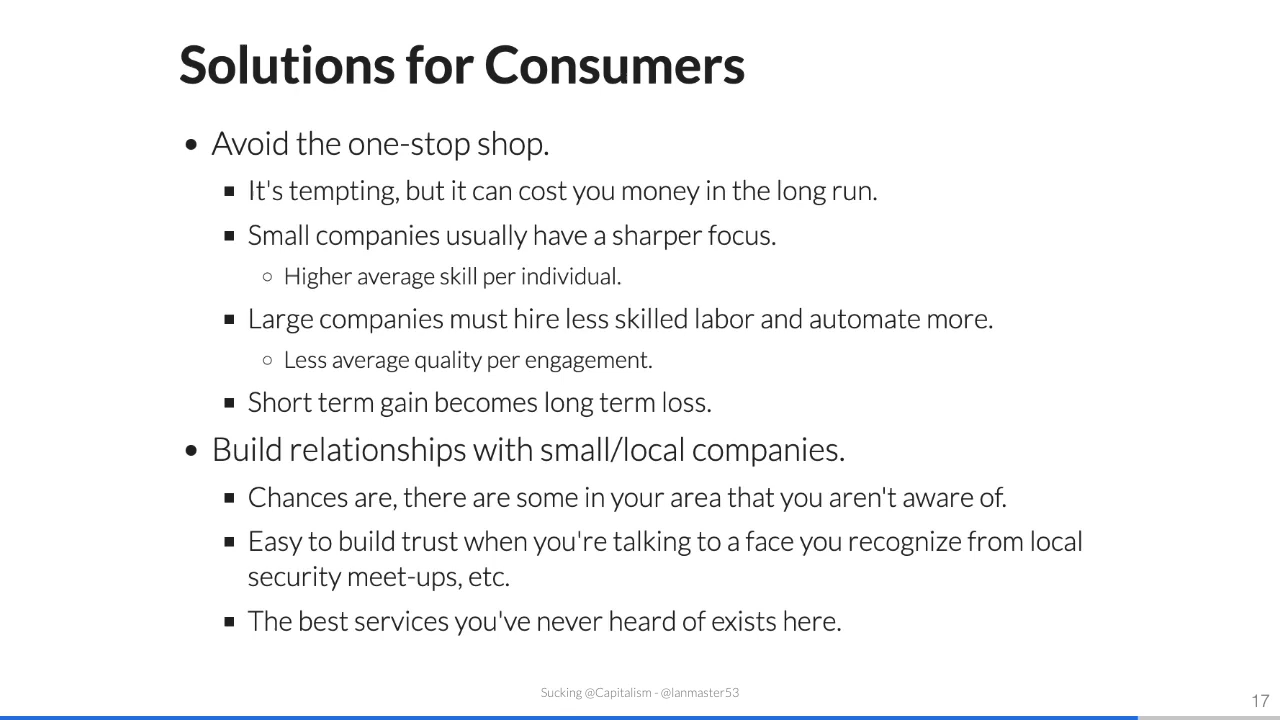 Solutions for Consumers
• Avoid the one-stop shop.
▪ It's tempting, but it can cost you money in the long run.
▪ Small companies usually have a sharper focus.
○ Higher average skill per individual.
▪ Large companies must hire less skilled labor and automate more.
○ Less average quality per engagement.
▪ Short term gain becomes long term loss.
• Build relationships with small/local companies.
▪ Chances are, there are some in your area that you aren't aware of.
▪ Easy to build trust when you're talking to a face you recognize from local
security meet-ups, etc.
▪ The best services you've never heard of exists here.
Sucking @Capitalism - @lanmaster53
17